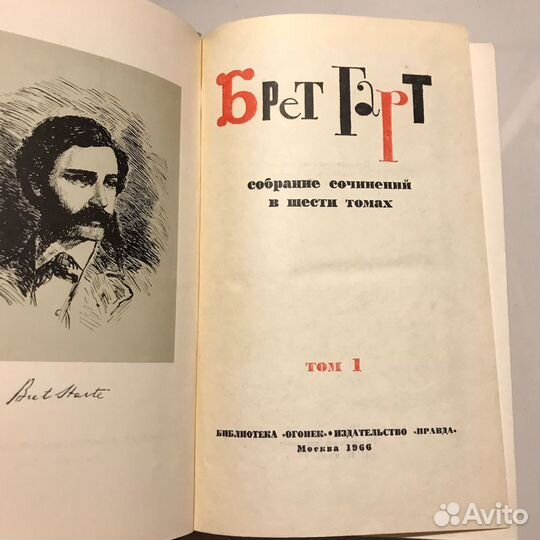 Bret Harte
Брет Гарт
собрание сочинений
в шести томах
том 1
БИБЛИОТЕКА «ОГОНЕК» • ИЗДАТЕЛЬСТВО «ПРАВДА»
Москва 1966
Avito